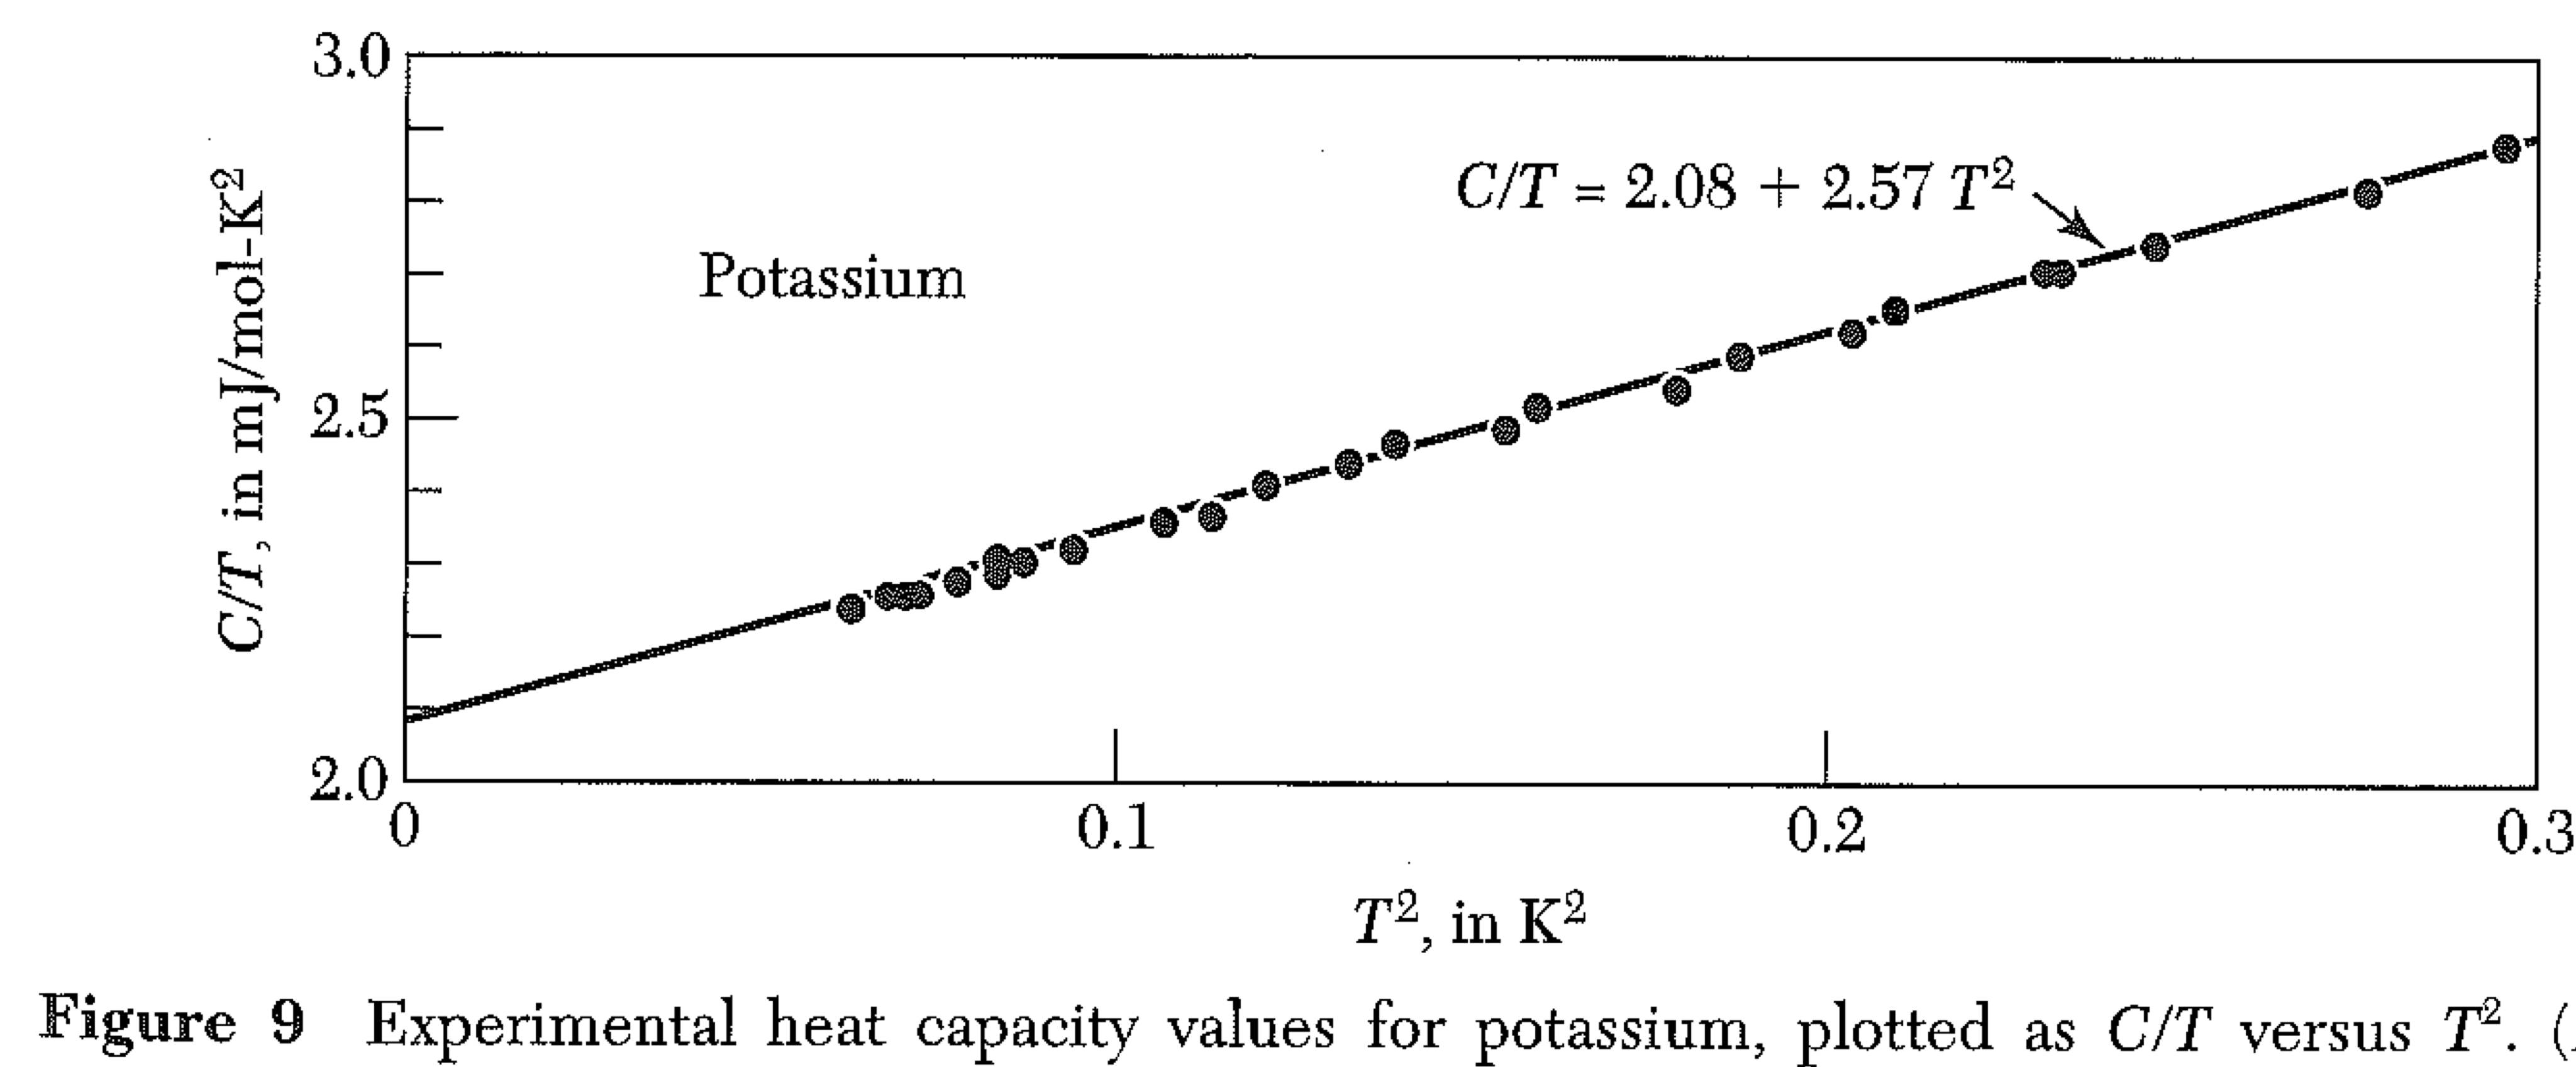 3.0
C/T = 2.08 + 2.57 T²
Potassium
C/T, in mJ/mol-K²
2.5
2.0
0
0.1
0.2
0.3
T², in K²
Figure 9 Experimental heat capacity values for potassium, plotted as C/T versus T². (